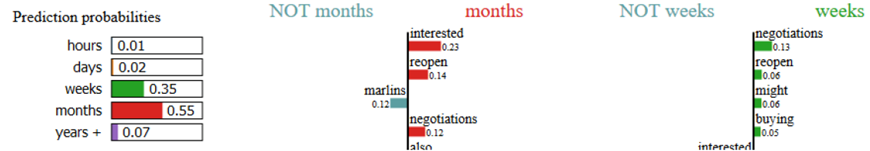 Prediction probabilities
hours 0.01
days 0.02
weeks 0.35
months 0.55
years + 0.07
NOT months months
interested
0.23
reopen
0.14
marlins
0.12
negotiations
0.12
also
NOT weeks weeks
negotiations
0.13
reopen
0.06
might
0.06
buying
0.05
interested